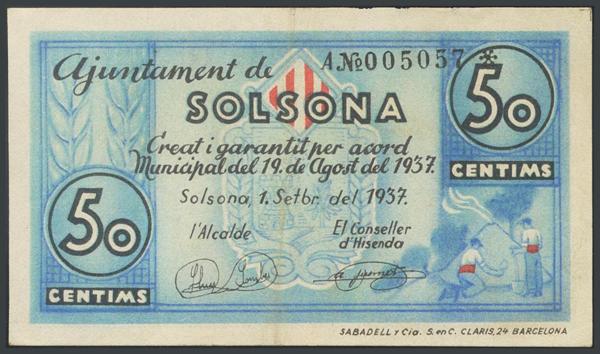 Ajuntament de
A.Nº005057 *
SOLSONA
50
CENTIMS
Creat i garantit per acord
Municipal del 19. de Agost del 1937.
Solsona, 1. Setbr. del 1937.
l'Alcalde
El Conseller
d'Hisenda
50
CENTIMS
SABADELL y Cia. S. en C. CLARIS, 24 BARCELONA